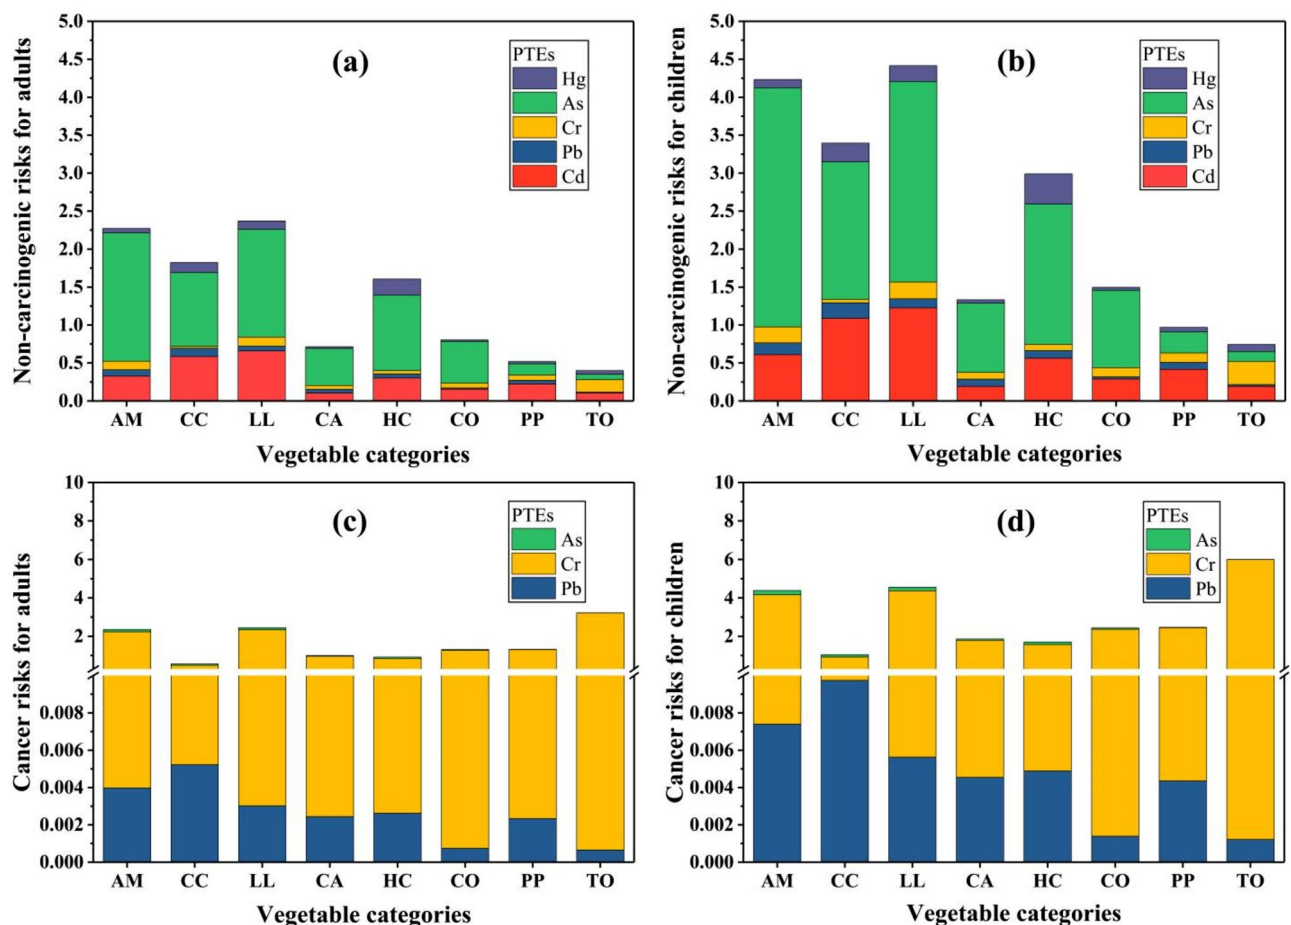 Non-carcinogenic risks for adults
5.0
4.5
4.0
3.5
3.0
2.5
2.0
1.5
1.0
0.5
0.0
(a)
PTEs
Hg
As
Cr
Pb
Cd
AM CC LL CA HC CO PP TO
Vegetable categories
Non-carcinogenic risks for children
5.0
4.5
4.0
3.5
3.0
2.5
2.0
1.5
1.0
0.5
0.0
(b)
PTEs
Hg
As
Cr
Pb
Cd
AM CC LL CA HC CO PP TO
Vegetable categories
Cancer risks for adults
10
8
6
4
2
0.008
0.006
0.004
0.002
0.000
(c)
PTEs
As
Cr
Pb
AM CC LL CA HC CO PP TO
Vegetable categories
Cancer risks for children
10
8
6
4
2
0.008
0.006
0.004
0.002
0.000
(d)
PTEs
As
Cr
Pb
AM CC LL CA HC CO PP TO
Vegetable categories